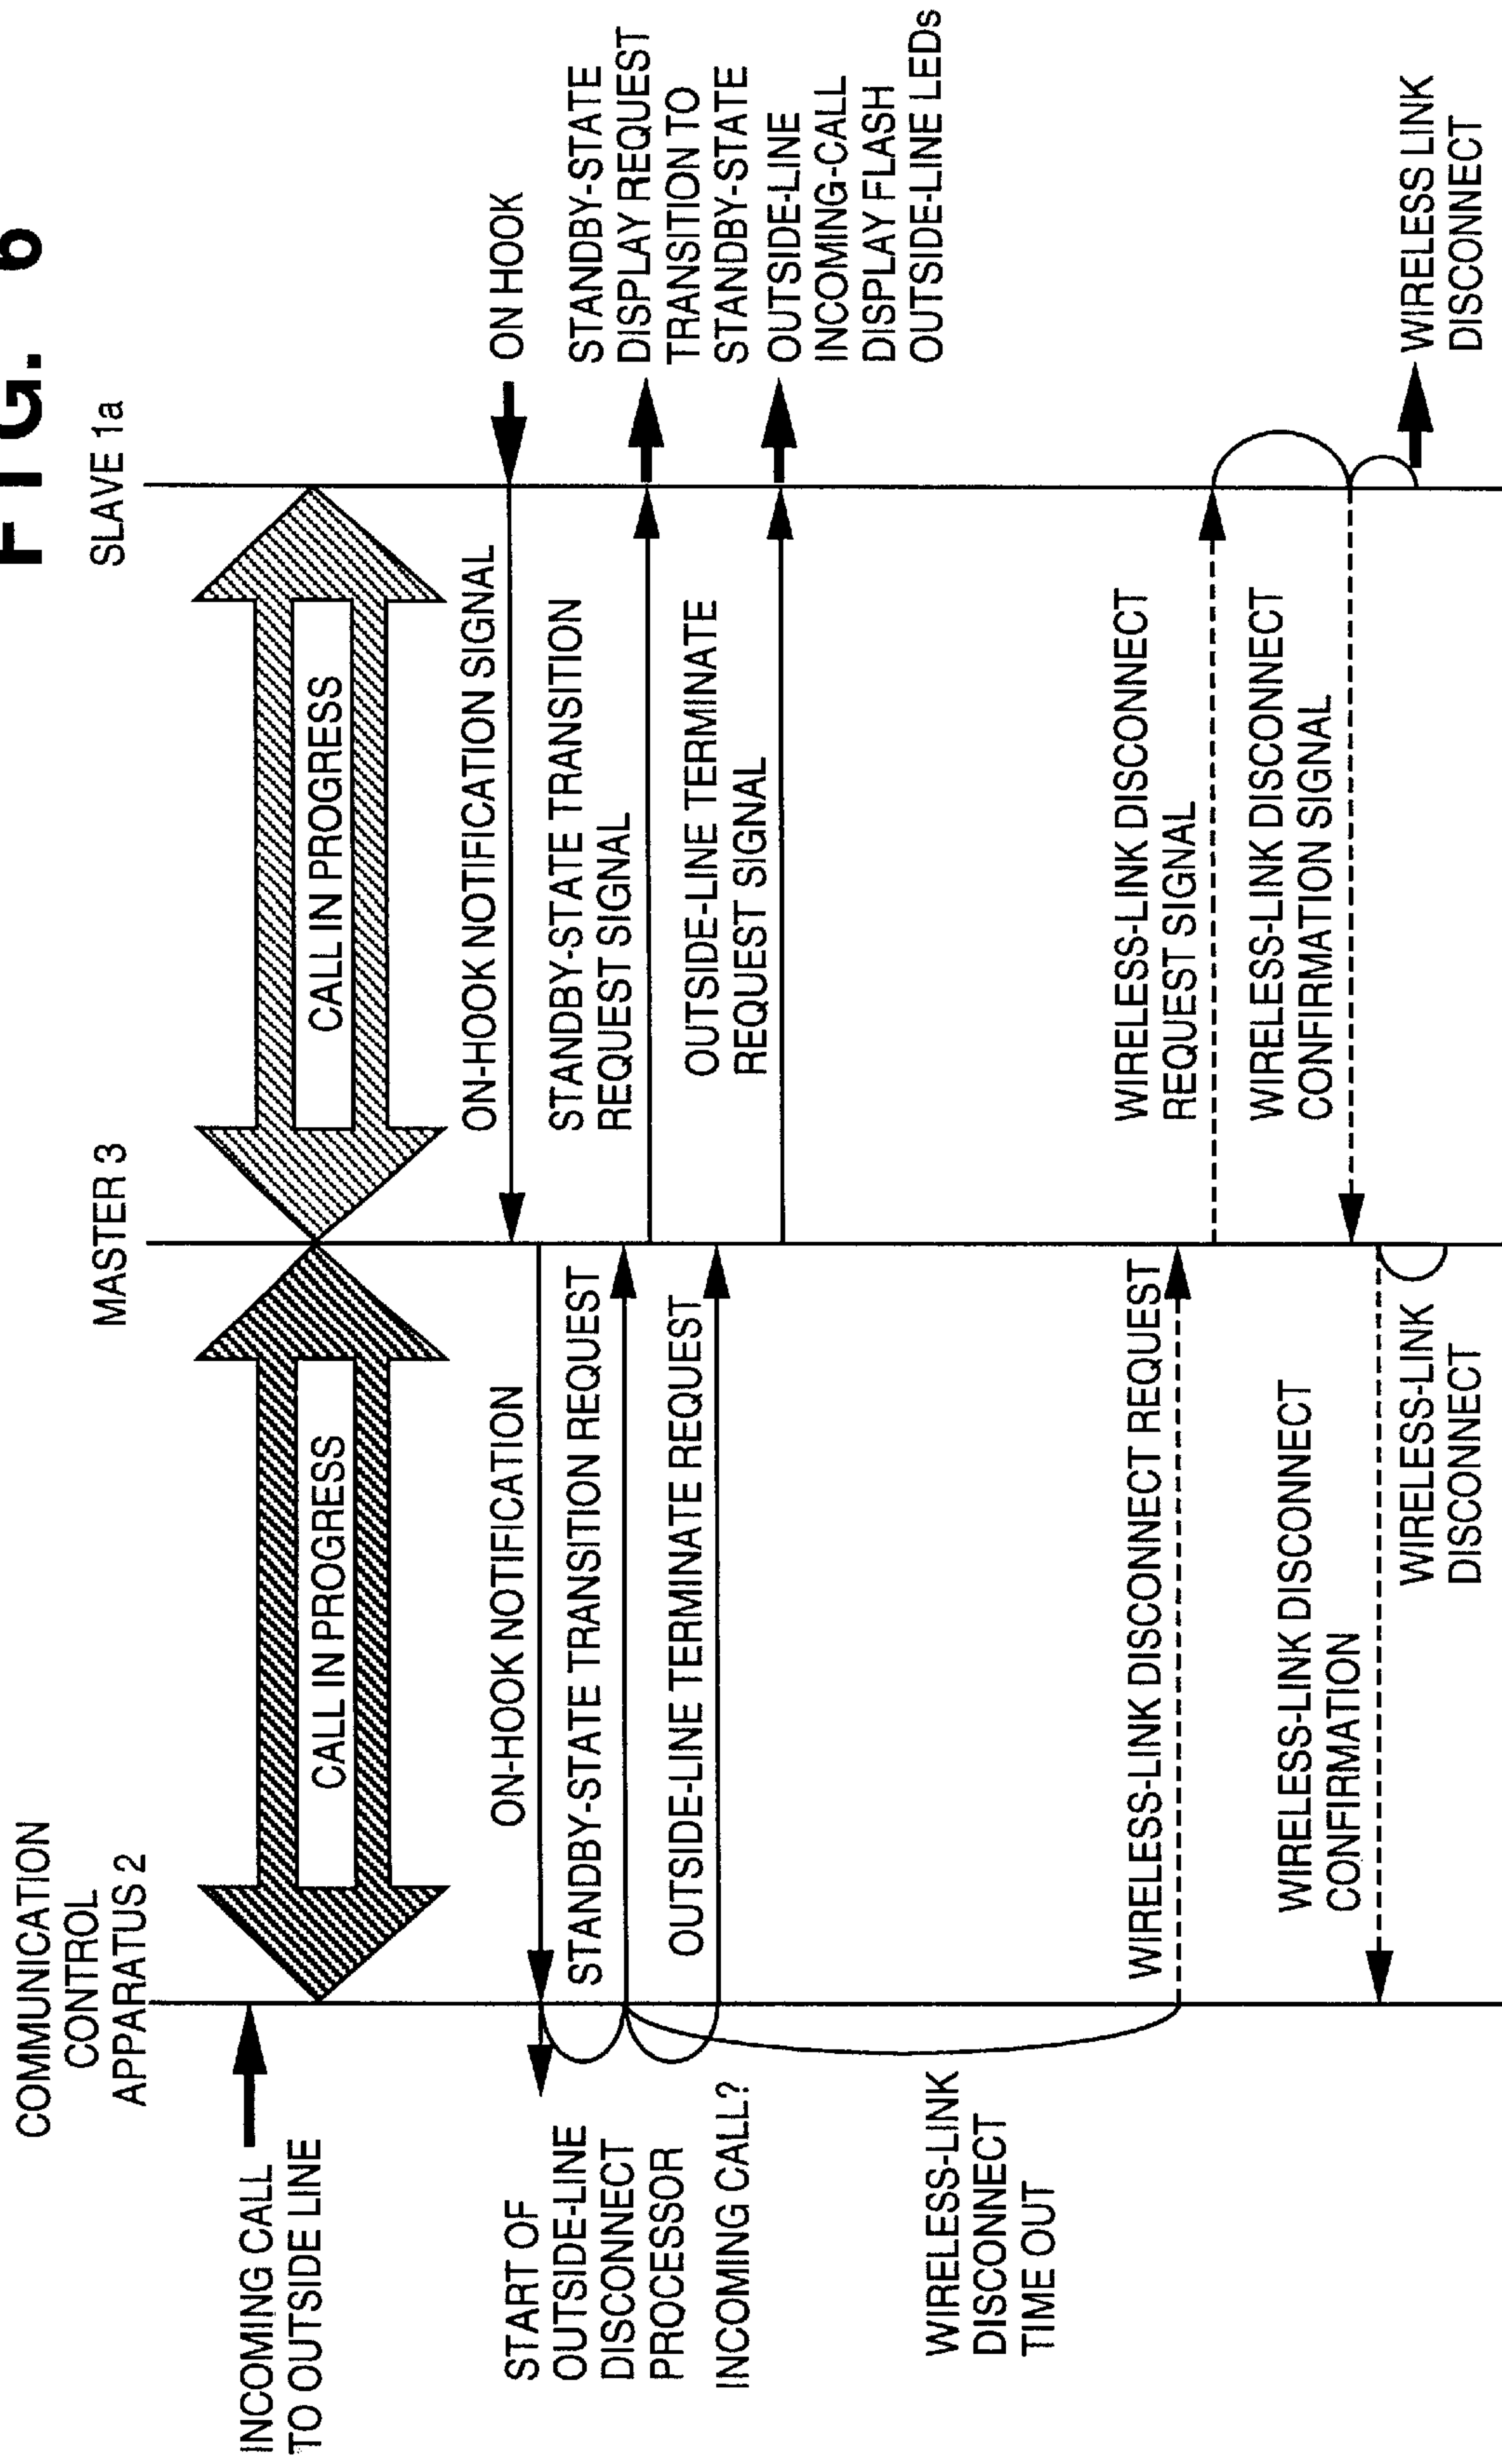 FIG. 6
COMMUNICATION
CONTROL
APPARATUS 2
MASTER 3
SLAVE 1a
INCOMING CALL
TO OUTSIDE LINE
CALL IN PROGRESS
CALL IN PROGRESS
ON-HOOK NOTIFICATION SIGNAL
ON HOOK
START OF
OUTSIDE-LINE
DISCONNECT
PROCESSOR
ON-HOOK NOTIFICATION
STANDBY-STATE TRANSITION REQUEST
STANDBY-STATE TRANSITION
REQUEST SIGNAL
STANDBY-STATE
DISPLAY REQUEST
TRANSITION TO
STANDBY-STATE
INCOMING CALL?
OUTSIDE-LINE TERMINATE REQUEST
OUTSIDE-LINE TERMINATE
REQUEST SIGNAL
OUTSIDE-LINE
INCOMING-CALL
DISPLAY FLASH
OUTSIDE-LINE LEDs
WIRELESS-LINK
DISCONNECT
TIME OUT
WIRELESS-LINK DISCONNECT REQUEST
WIRELESS-LINK DISCONNECT
REQUEST SIGNAL
WIRELESS-LINK DISCONNECT
CONFIRMATION SIGNAL
WIRELESS-LINK DISCONNECT
CONFIRMATION
WIRELESS-LINK
DISCONNECT
WIRELESS LINK
DISCONNECT